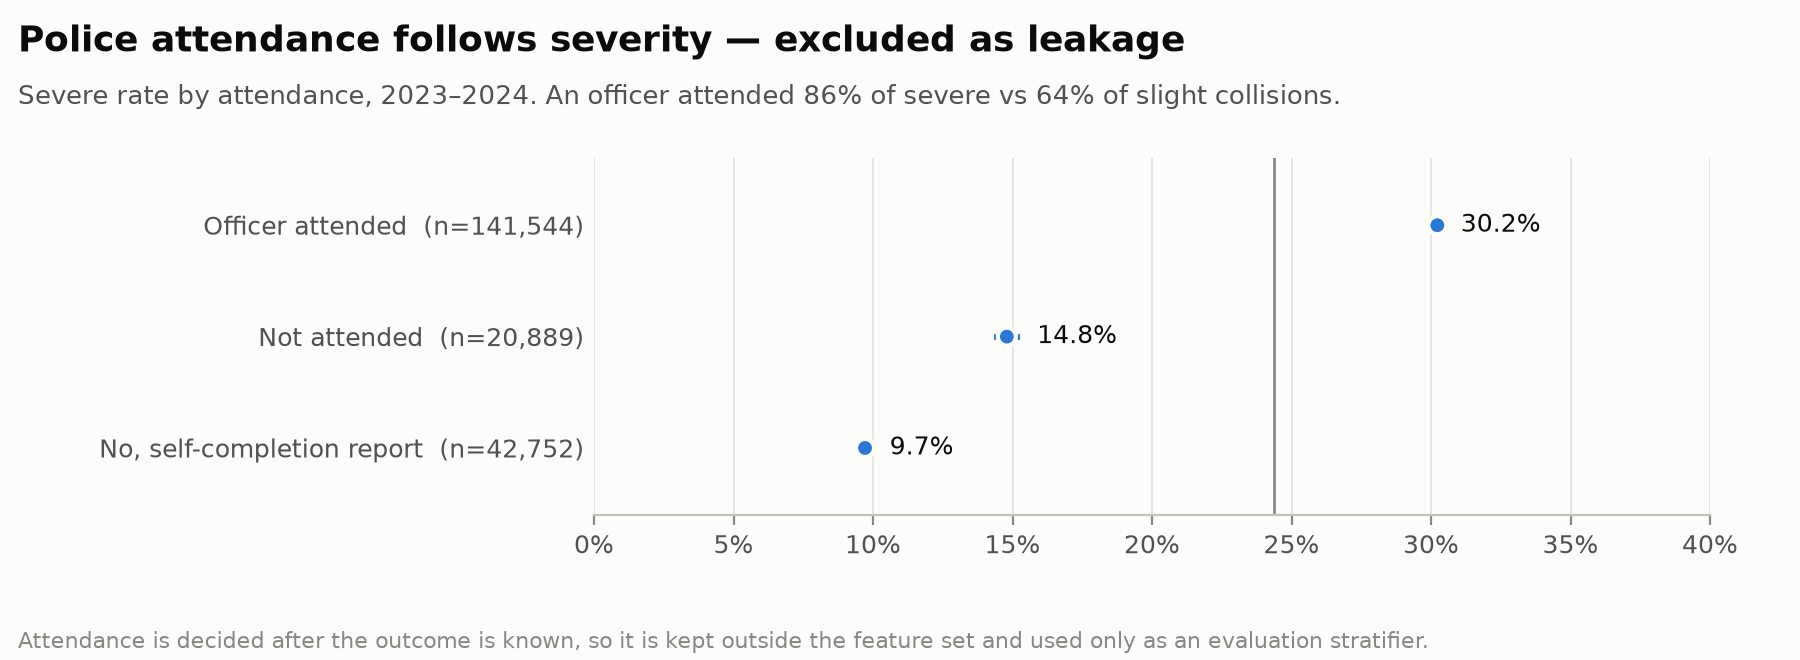 Police attendance follows severity — excluded as leakage
Severe rate by attendance, 2023–2024. An officer attended 86% of severe vs 64% of slight collisions.
Officer attended (n=141,544) 30.2%
Not attended (n=20,889) 14.8%
No, self-completion report (n=42,752) 9.7%
0% 5% 10% 15% 20% 25% 30% 35% 40%
Attendance is decided after the outcome is known, so it is kept outside the feature set and used only as an evaluation stratifier.